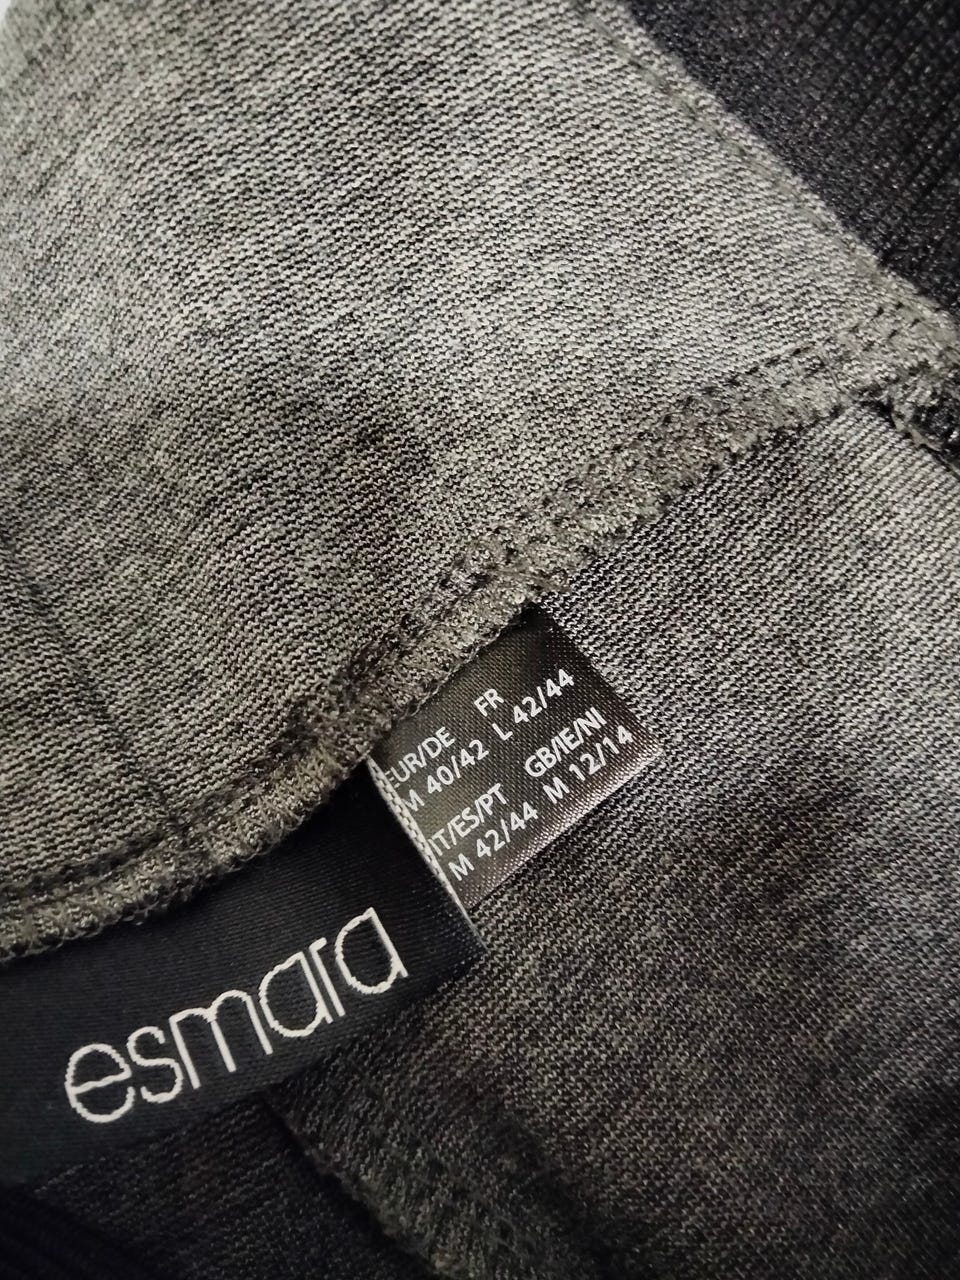 EUR/DE FR
M 40/42 L 42/44
IT/ES/PT GB/IE/NI
M 42/44 M 12/14
esmara